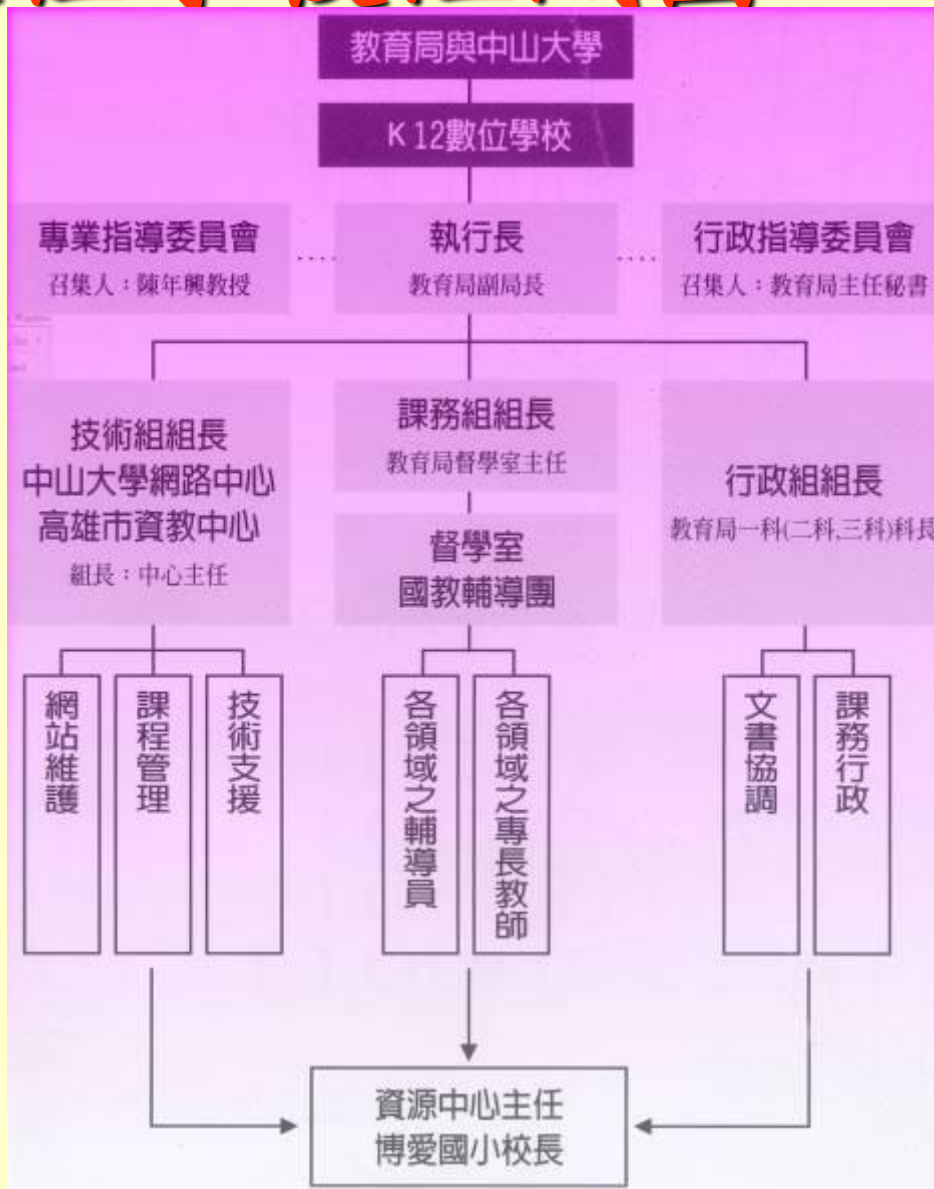 教育局與中山大學
K12數位學校
專業指導委員會
召集人：陳年興教授
執行長
教育局副局長
行政指導委員會
召集人：教育局主任秘書
技術組組長
中山大學網路中心
高雄市資教中心
組長：中心主任
課務組組長
教育局督學室主任
督學室
國教輔導團
行政組組長
教育局一科(二科,三科)科長
網站維護
課程管理
技術支援
各領域之輔導員
各領域之專長教師
文書協調
課務行政
資源中心主任
博愛國小校長